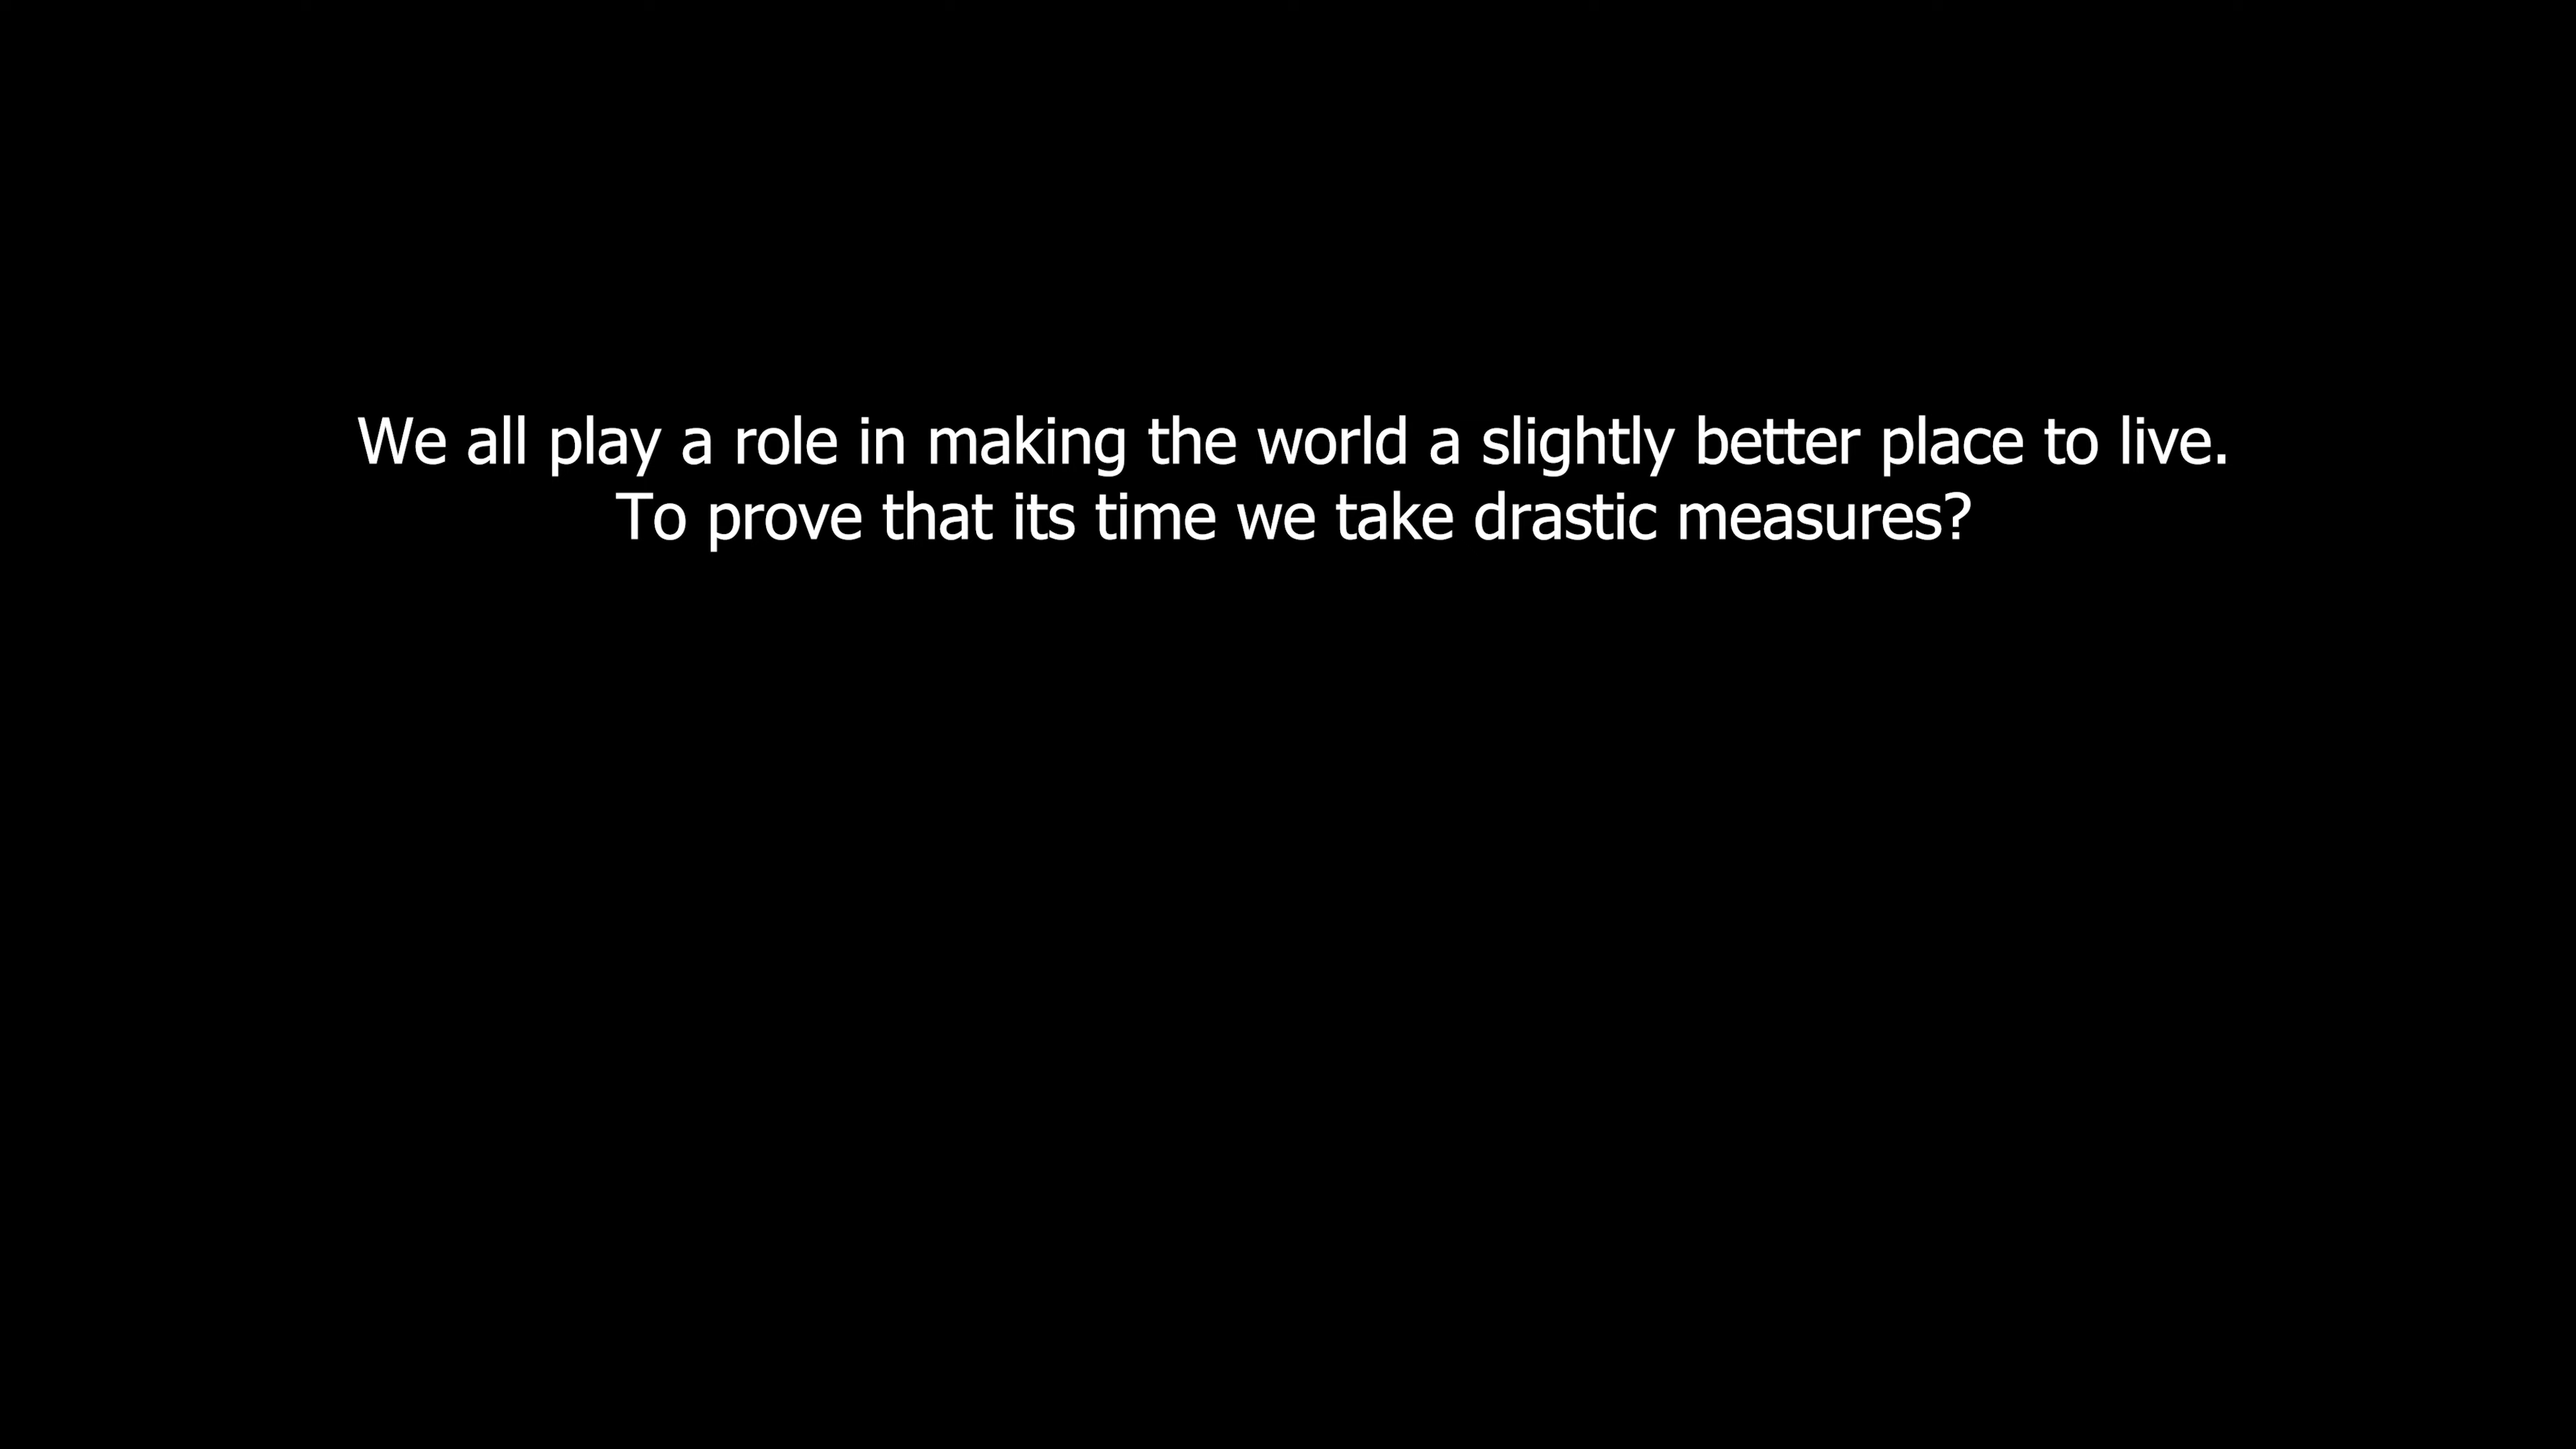 We all play a role in making the world a slightly better place to live.
To prove that its time we take drastic measures?